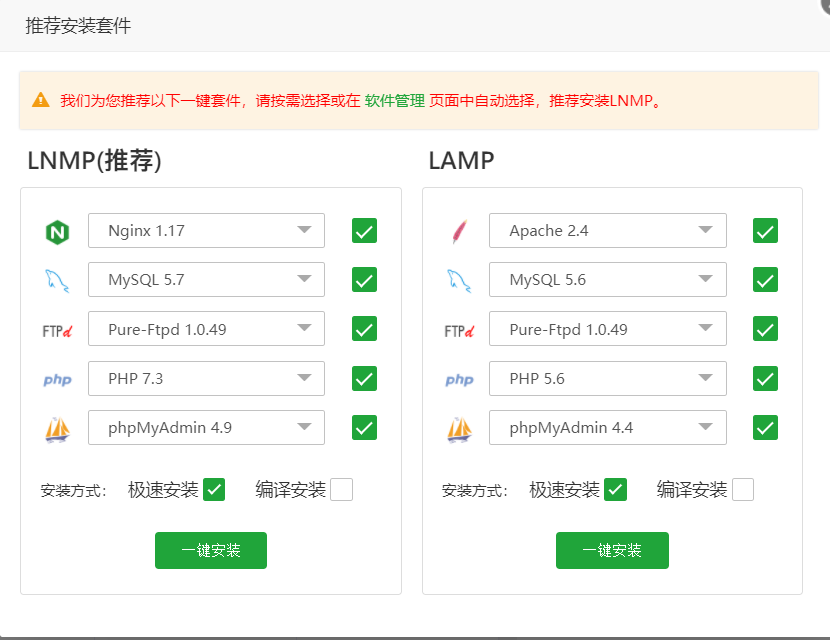 推荐安装套件
我们为您推荐以下一键套件，请按需选择或在 软件管理 页面中自动选择，推荐安装LNMP。
LNMP(推荐)
N
Nginx 1.17
MySQL 5.7
FTPd
Pure-Ftpd 1.0.49
php
PHP 7.3
phpMyAdmin 4.9
安装方式： 极速安装 编译安装
一键安装
LAMP
Apache 2.4
MySQL 5.6
FTPd
Pure-Ftpd 1.0.49
php
PHP 5.6
phpMyAdmin 4.4
安装方式： 极速安装 编译安装
一键安装